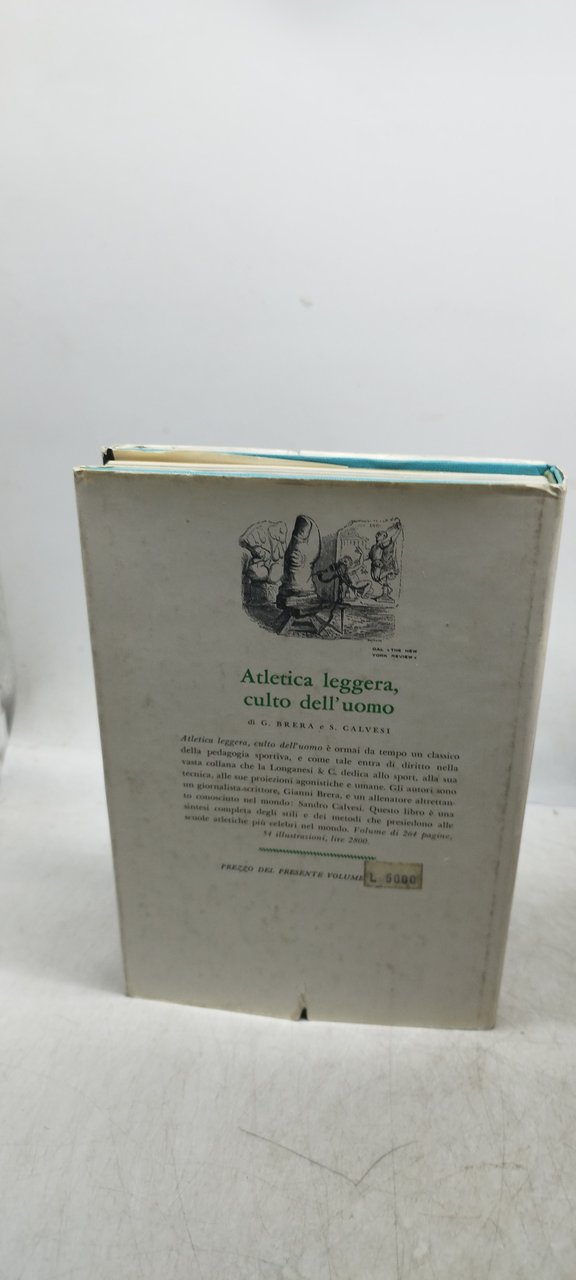 DAL «THE NEW
YORK REVIEW»
Atletica leggera,
culto dell'uomo
di G. BRERA e S. CALVESI
Atletica leggera, culto dell'uomo è ormai da tempo un classico
della pedagogia sportiva, e come tale entra di diritto nella
vasta collana che la Longanesi & C. dedica allo sport, alla sua
tecnica, alle sue proiezioni agonistiche e umane. Gli autori sono
un giornalista-scrittore, Gianni Brera, e un allenatore altrettan-
to conosciuto nel mondo: Sandro Calvesi. Questo libro è una
sintesi completa degli stili e dei metodi che presiedono alle
scuole atletiche più celebri nel mondo. Volume di 264 pagine,
54 illustrazioni, lire 2800.
PREZZO DEL PRESENTE VOLUME
L. 5000